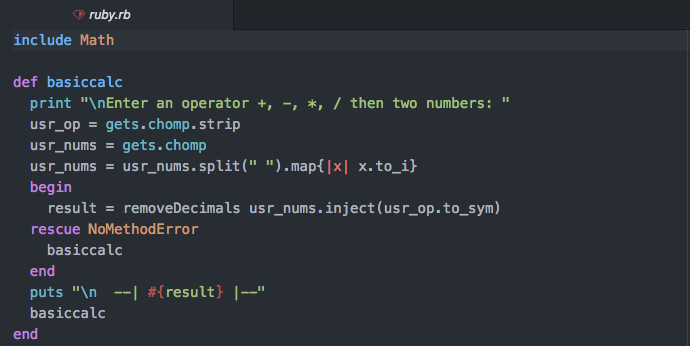 ruby.rb
include Math
def basiccalc
print "\nEnter an operator +, -, *, / then two numbers: "
usr_op = gets.chomp.strip
usr_nums = gets.chomp
usr_nums = usr_nums.split(" ").map{|x| x.to_i}
begin
result = removeDecimals usr_nums.inject(usr_op.to_sym)
rescue NoMethodError
basiccalc
end
puts "\n  --| #{result} |--"
basiccalc
end